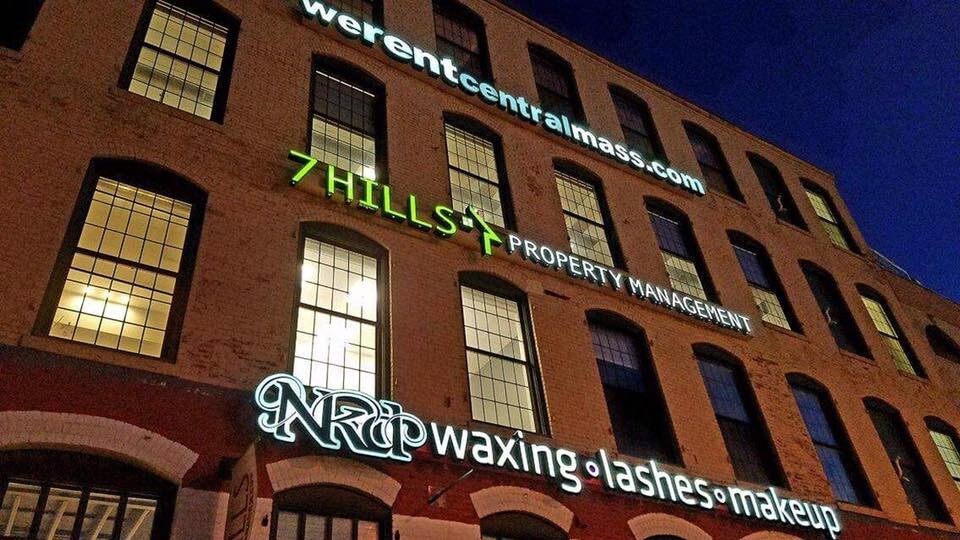 werentcentralmass.com
7 HILLS PROPERTY MANAGEMENT
waxing lashes makeup